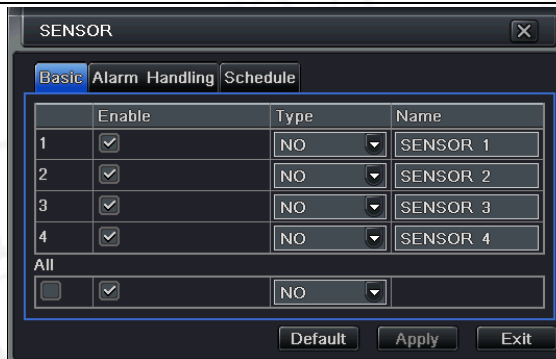 SENSOR
Basic Alarm Handling Schedule
Enable Type Name
1 NO SENSOR 1
2 NO SENSOR 2
3 NO SENSOR 3
4 NO SENSOR 4
All
NO
Default Apply Exit